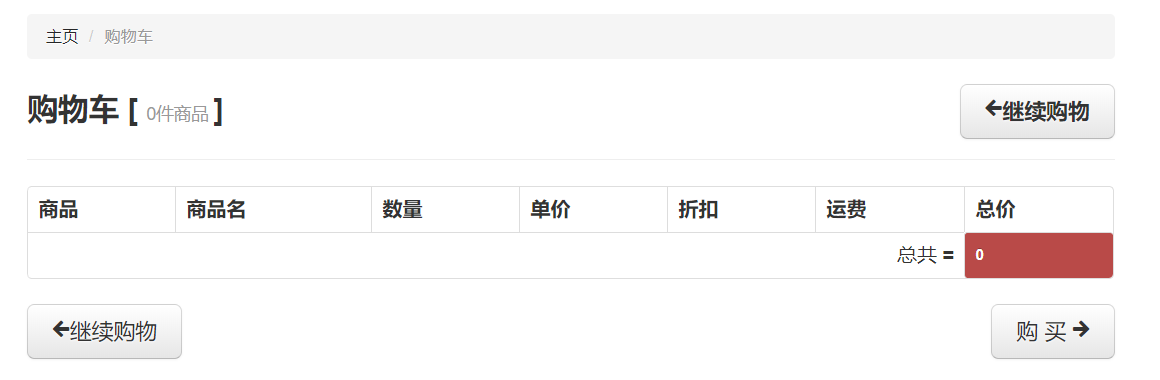 主页 / 购物车
购物车 [ 0件商品 ]
继续购物
商品 商品名 数量 单价 折扣 运费 总价
总共 = 0
继续购物
购 买